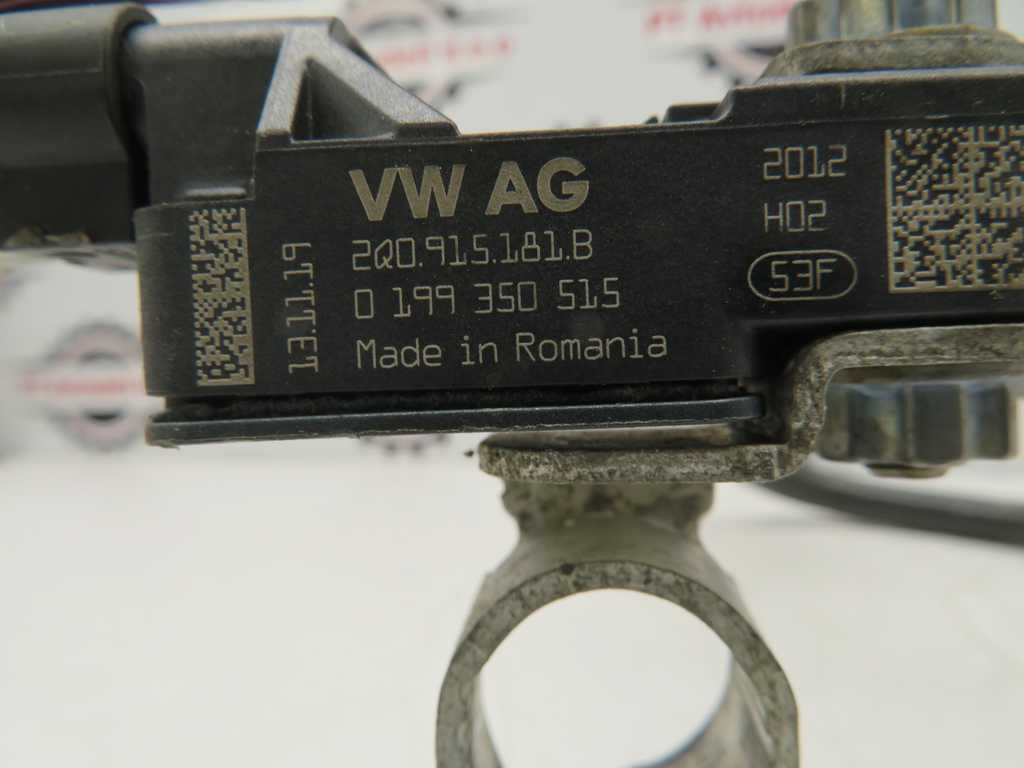 VW AG
2Q0.915.181.B
0 199 350 515
Made in Romania
13.11.19
2012
H02
53F